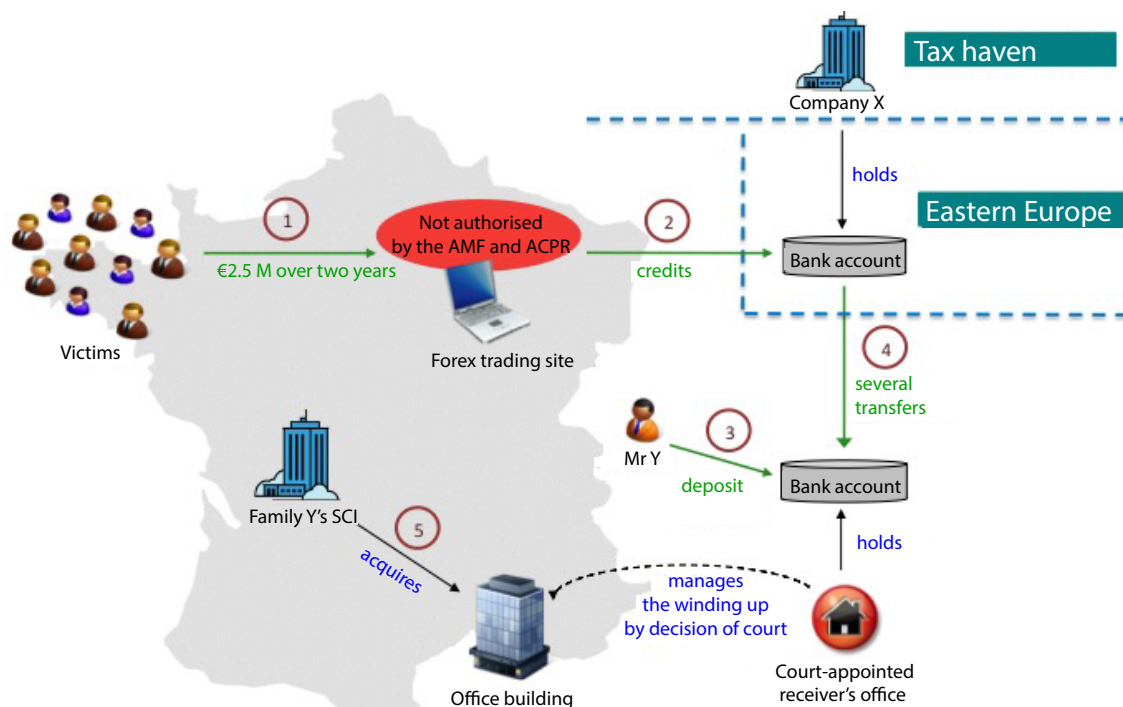 Tax haven
Company X
holds
Eastern Europe
1
Not authorised
by the AMF and ACPR
2
€2.5 M over two years
credits
Bank account
Victims
Forex trading site
4
several
transfers
3
Mr Y
deposit
Bank account
Family Y's SCI
5
acquires
holds
manages
the winding up
by decision of court
Office building
Court-appointed
receiver's office